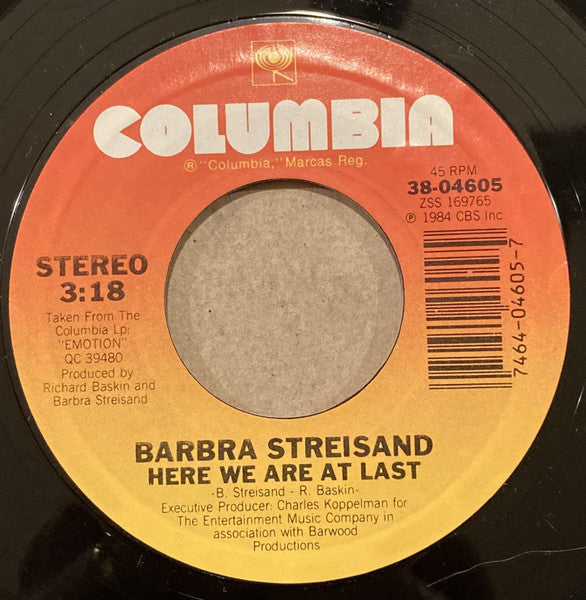 COLUMBIA
® "Columbia," Marcas Reg.
45 RPM
38-04605
ZSS 169765
℗ 1984 CBS Inc.
STEREO
3:18
Taken From The
Columbia Lp:
"EMOTION"
QC 39480
Produced by
Richard Baskin and
Barbra Streisand
7464-04605-7
BARBRA STREISAND
HERE WE ARE AT LAST
-B. Streisand - R. Baskin-
Executive Producer: Charles Koppelman for
The Entertainment Music Company in
association with Barwood
Productions